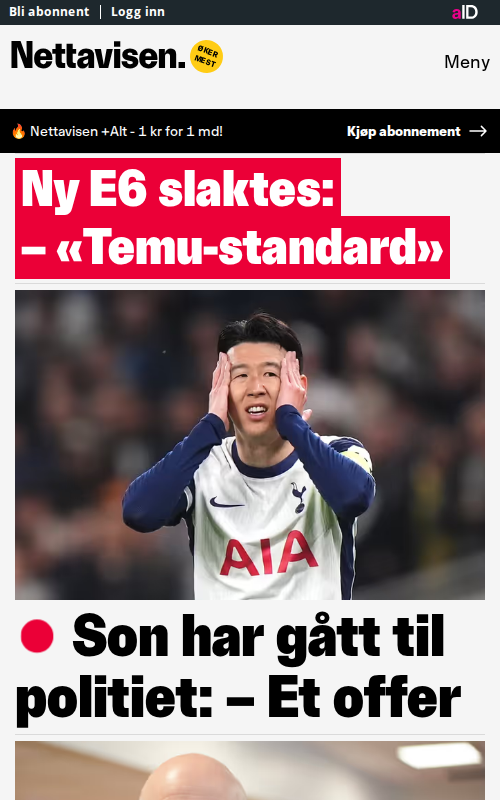 Bli abonnent | Logg inn
aID
Nettavisen.
ØKER
MEST
Meny
🔥 Nettavisen +Alt - 1 kr for 1 md!
Kjøp abonnement →
Ny E6 slaktes:
– «Temu-standard»
AIA
Son har gått til
politiet: – Et offer